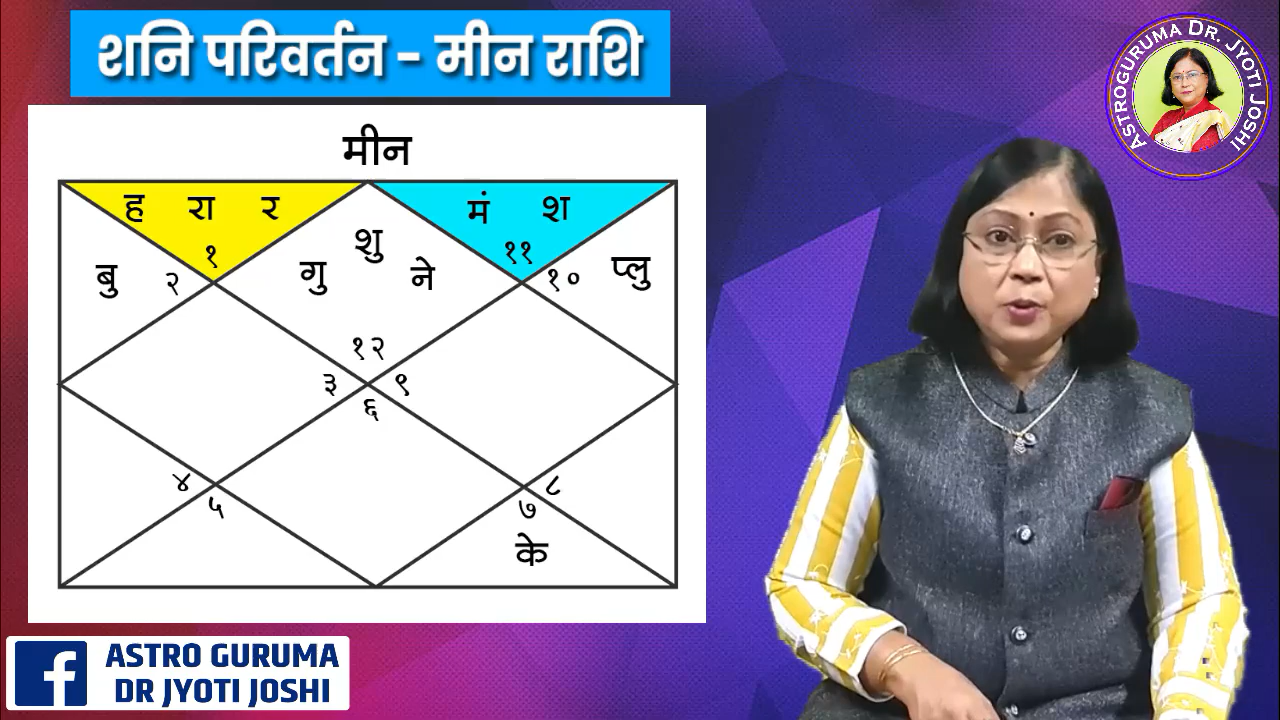 शनि परिवर्तन - मीन राशि
ASTROGURUMA DR. JYOTI JOSHI
मीन
ह रा र
मं श
शु
१
११
बु २
गु
ने
१० प्लु
१२
३ ९
६
४
५
८
७
के
ASTRO GURUMA
DR JYOTI JOSHI